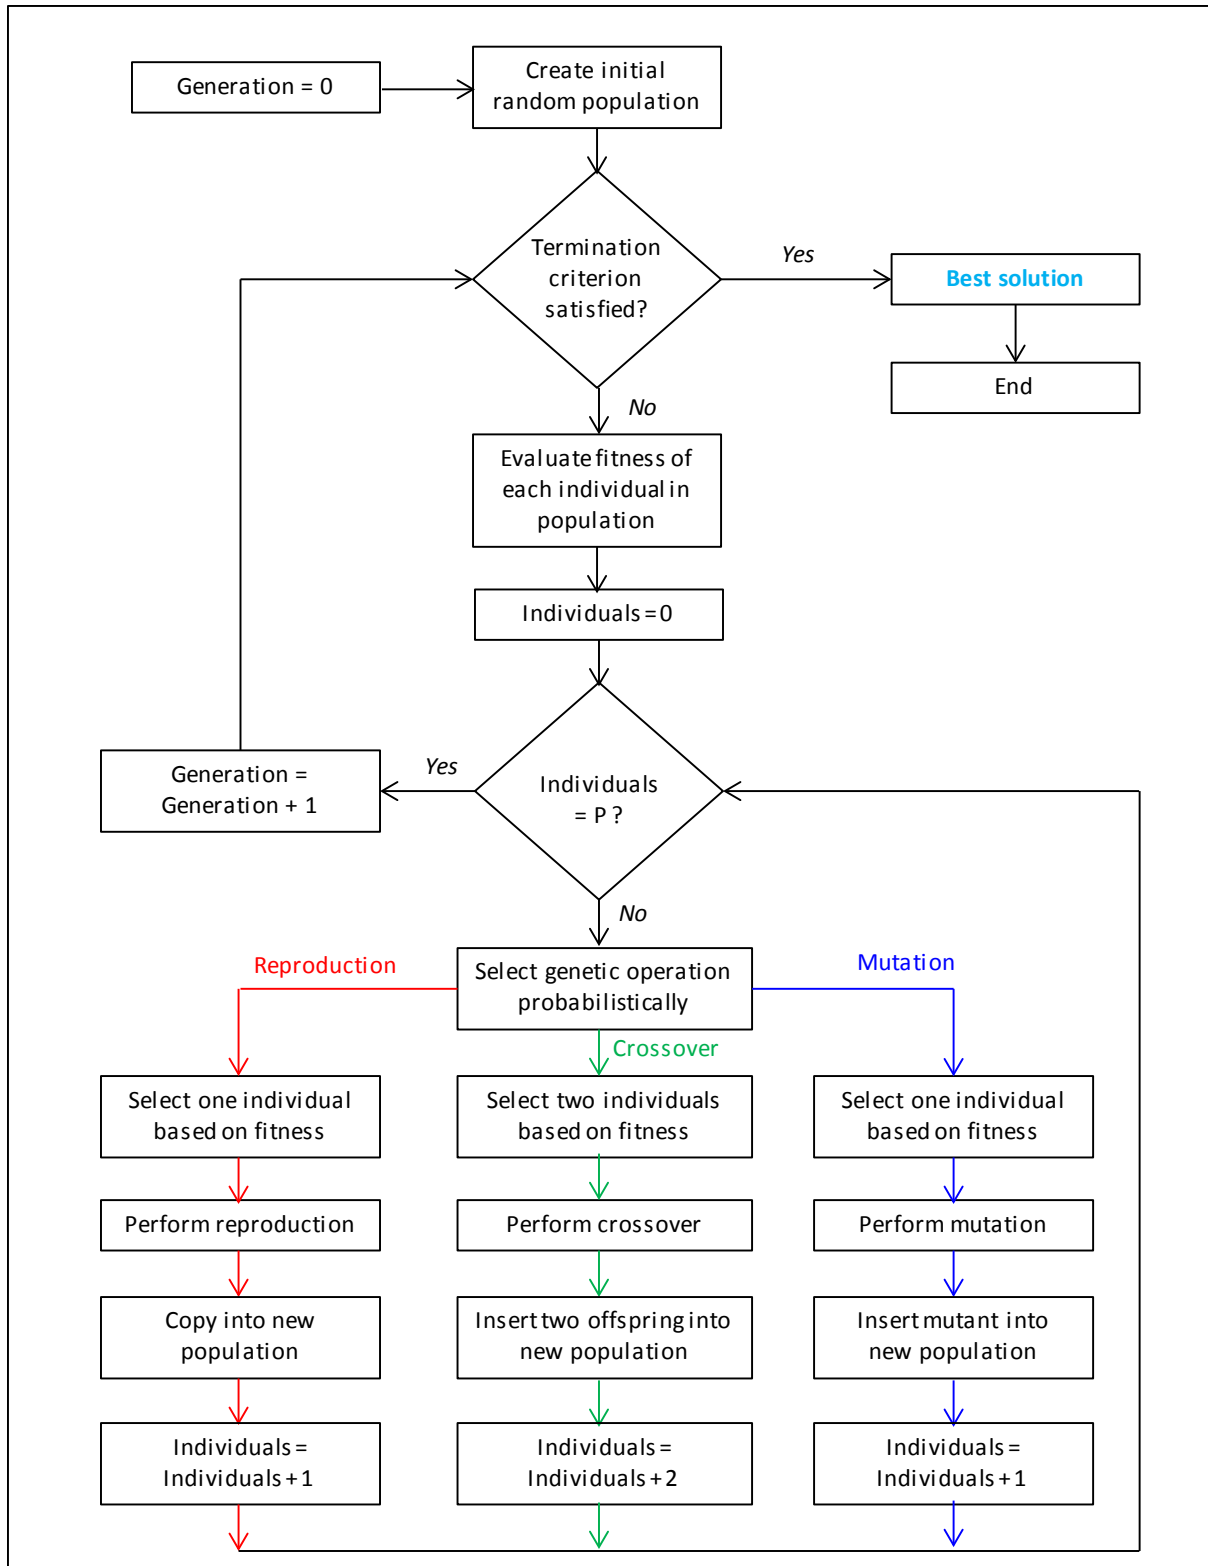 Generation = 0
Create initial
random population
Termination
criterion
satisfied?
Yes
Best solution
End
No
Evaluate fitness of
each individual in
population
Individuals = 0
Generation =
Generation + 1
Yes
Individuals
= P ?
No
Reproduction
Select genetic operation
probabilistically
Mutation
Crossover
Select one individual
based on fitness
Select two individuals
based on fitness
Select one individual
based on fitness
Perform reproduction
Perform crossover
Perform mutation
Copy into new
population
Insert two offspring into
new population
Insert mutant into
new population
Individuals =
Individuals + 1
Individuals =
Individuals + 2
Individuals =
Individuals + 1